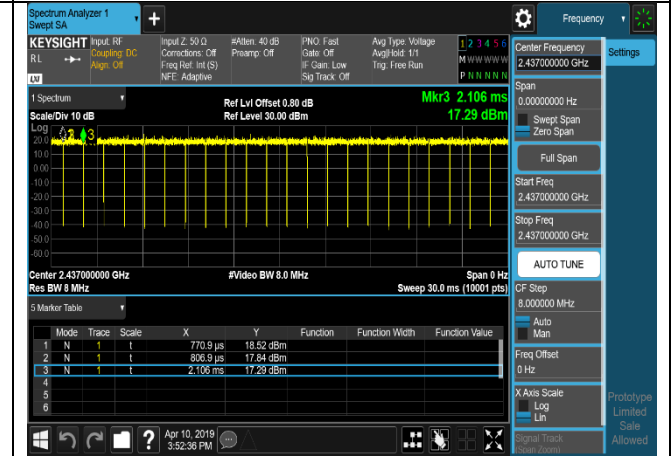 Spectrum Analyzer 1
Swept SA
+
Frequency
KEYSIGHT
RL
LXI
Input: RF
Coupling: DC
Align: Off
Input Z: 50 Ω
Corrections: Off
Freq Ref: Int (S)
NFE: Adaptive
#Atten: 40 dB
Preamp: Off
PNO: Fast
Gate: Off
IF Gain: Low
Sig Track: Off
Avg Type: Voltage
Avg|Hold: 1/1
Trig: Free Run
1 2 3 4 5 6
M W W W W W
P N N N N N
1 Spectrum
Scale/Div 10 dB
Ref Lvl Offset 0.80 dB
Ref Level 30.00 dBm
Mkr3 2.106 ms
17.29 dBm
Log
20.0
10.0
0.00
-10.0
-20.0
-30.0
-40.0
-50.0
-60.0
3
Center 2.437000000 GHz
Res BW 8 MHz
#Video BW 8.0 MHz
Span 0 Hz
Sweep 30.0 ms (10001 pts)
5 Marker Table
Mode Trace Scale X Y Function Function Width Function Value
1 N 1 t 770.9 µs 18.52 dBm
2 N 1 t 806.9 µs 17.84 dBm
3 N 1 t 2.106 ms 17.29 dBm
4
5
6
Apr 10, 2019
3:52:36 PM
Center Frequency
2.437000000 GHz
Settings
Span
0.00000000 Hz
Swept Span
Zero Span
Full Span
Start Freq
2.437000000 GHz
Stop Freq
2.437000000 GHz
AUTO TUNE
CF Step
8.000000 MHz
Auto
Man
Freq Offset
0 Hz
X Axis Scale
Log
Lin
Signal Track
(Span Zoom)
Prototype
Limited
Sale
Allowed